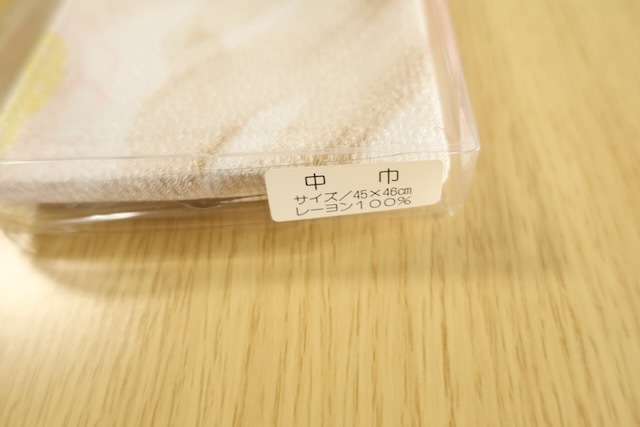 中 巾
サイズ/45×46cm
レーヨン100%